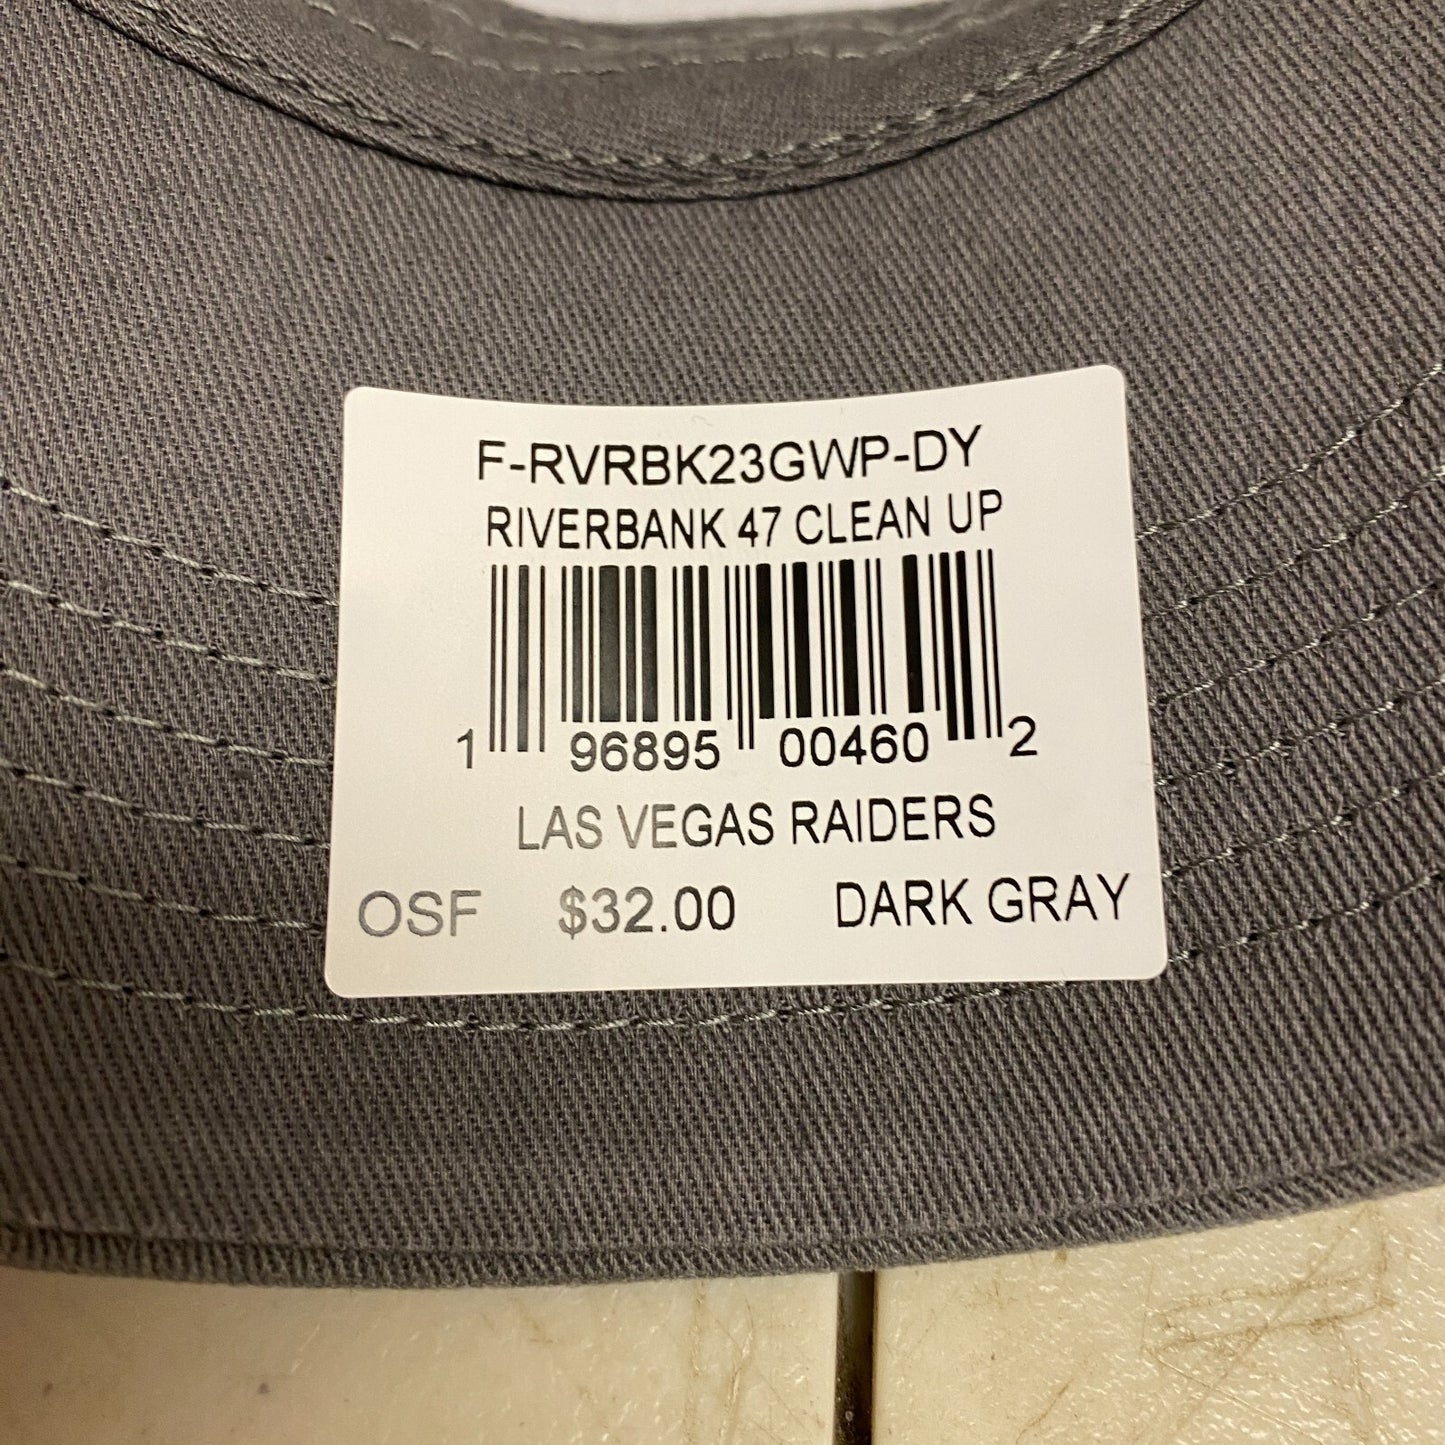 F-RVRBK23GWP-DY
RIVERBANK 47 CLEAN UP
1 96895 00460 2
LAS VEGAS RAIDERS
OSF $32.00 DARK GRAY